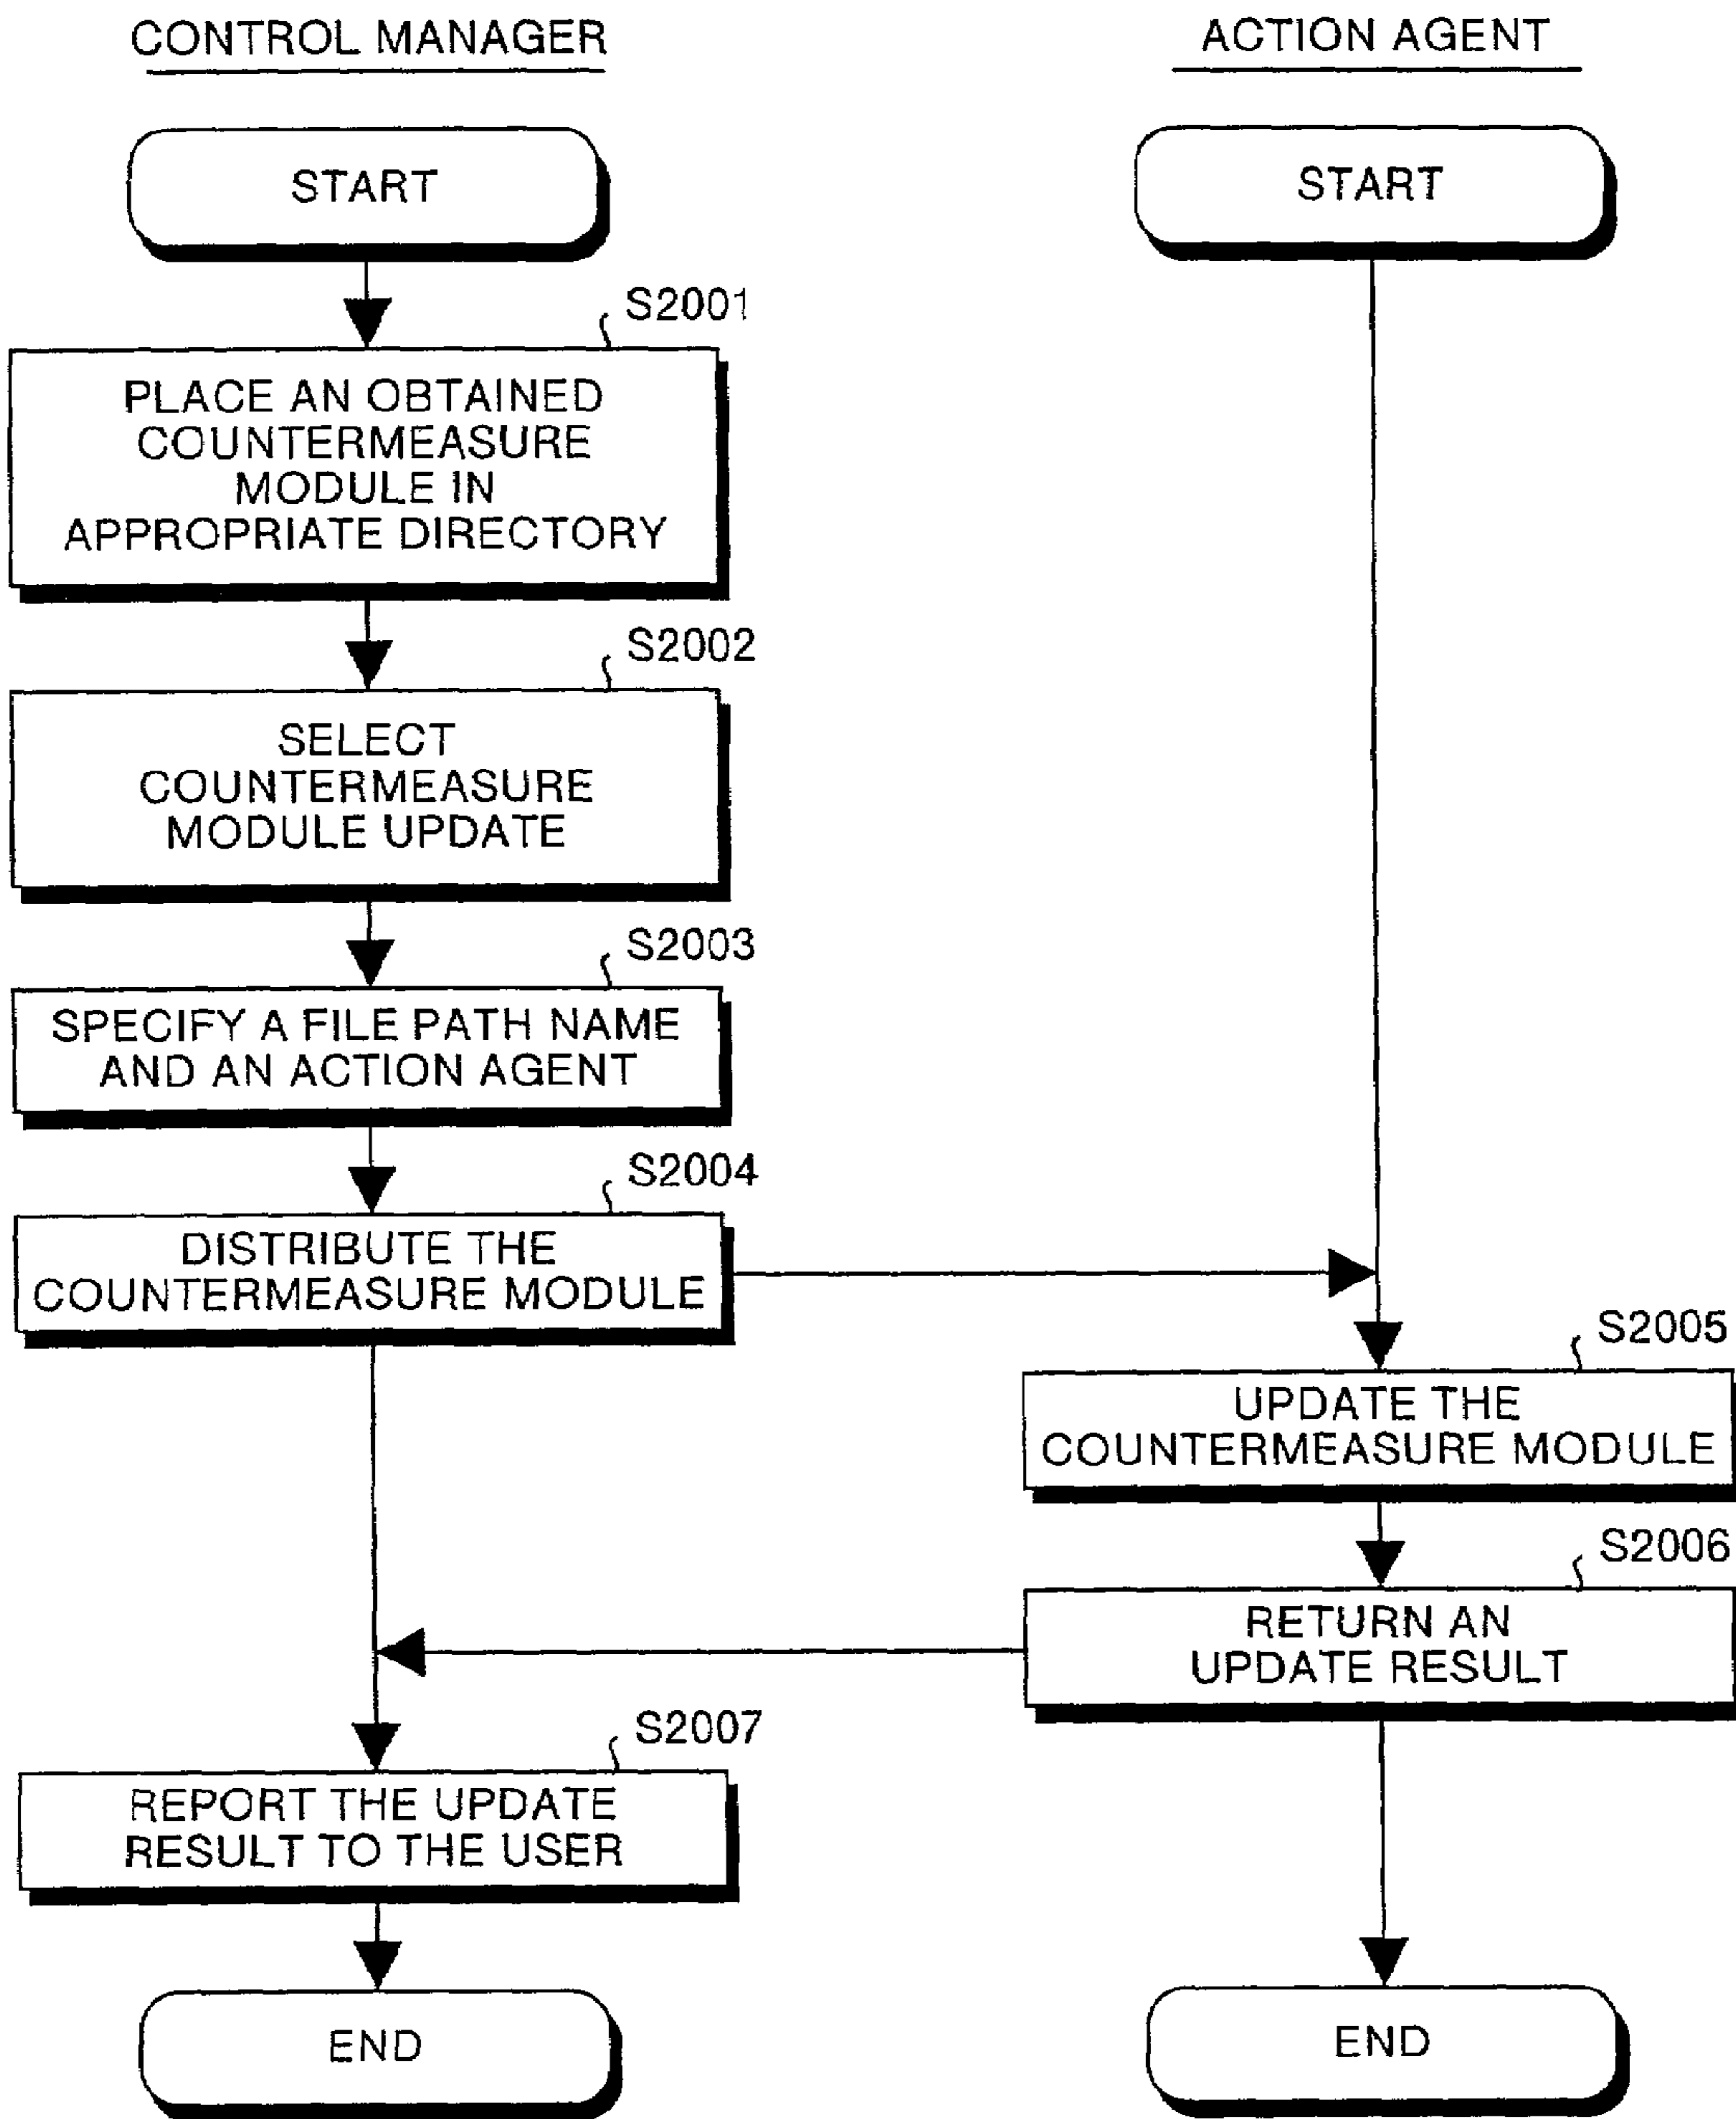 CONTROL MANAGER
ACTION AGENT
START
START
S2001
PLACE AN OBTAINED
COUNTERMEASURE
MODULE IN
APPROPRIATE DIRECTORY
S2002
SELECT
COUNTERMEASURE
MODULE UPDATE
S2003
SPECIFY A FILE PATH NAME
AND AN ACTION AGENT
S2004
DISTRIBUTE THE
COUNTERMEASURE MODULE
S2005
UPDATE THE
COUNTERMEASURE MODULE
S2006
RETURN AN
UPDATE RESULT
S2007
REPORT THE UPDATE
RESULT TO THE USER
END
END